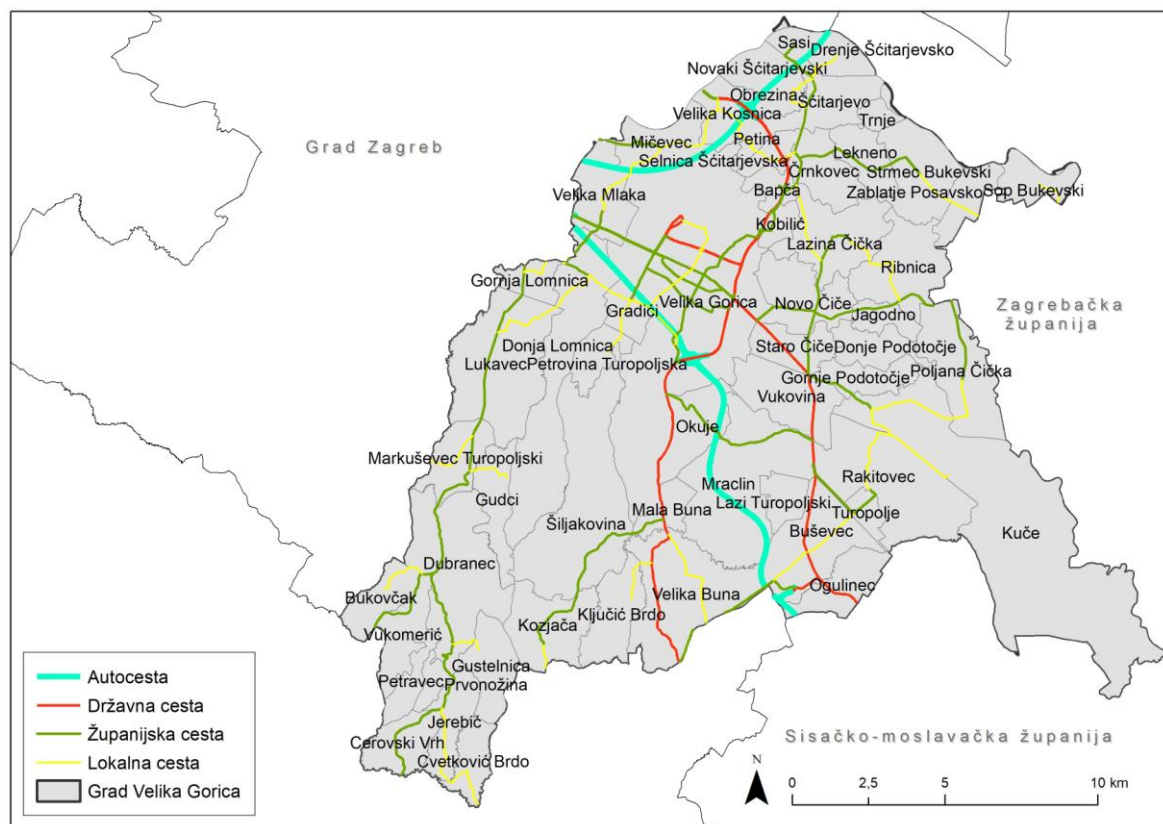 Sasi
Drenje Šćitarjevsko
Novaki Šćitarjevski
Obrezina
Šćitarjevo
Velika Kosnica
Trnje
Grad Zagreb
Mičevec
Petina
Lekneno
Selnica Šćitarjevska
Črnkovec
Strmec Bukevski
Velika Mlaka
Bapča
Zablatje Posavsko
Sop Bukevski
Kobilić
Lazina Čička
Ribnica
Gornja Lomnica
Gradići
Velika Gorica
Novo Čiče
Jagodno
Zagrebačka
županija
Donja Lomnica
Staro Čiče
Donje Podotočje
Lukavec
Petrovina Turopoljska
Gornje Podotočje
Poljana Čička
Vukovina
Okuje
Markuševec Turopoljski
Rakitovec
Gudci
Mraclin
Lazi Turopoljski
Turopolje
Šiljakovina
Mala Buna
Buševec
Kuče
Dubranec
Bukovčak
Velika Buna
Ogulinec
Ključić Brdo
Kozjača
Vukomerić
Gustelnica
Petravec
Prvonožina
Jerebić
Cerovski Vrh
Cvetković Brdo
Sisačko-moslavačka županija
Autocesta
Državna cesta
Županijska cesta
Lokalna cesta
Grad Velika Gorica
N
0 2,5 5 10 km